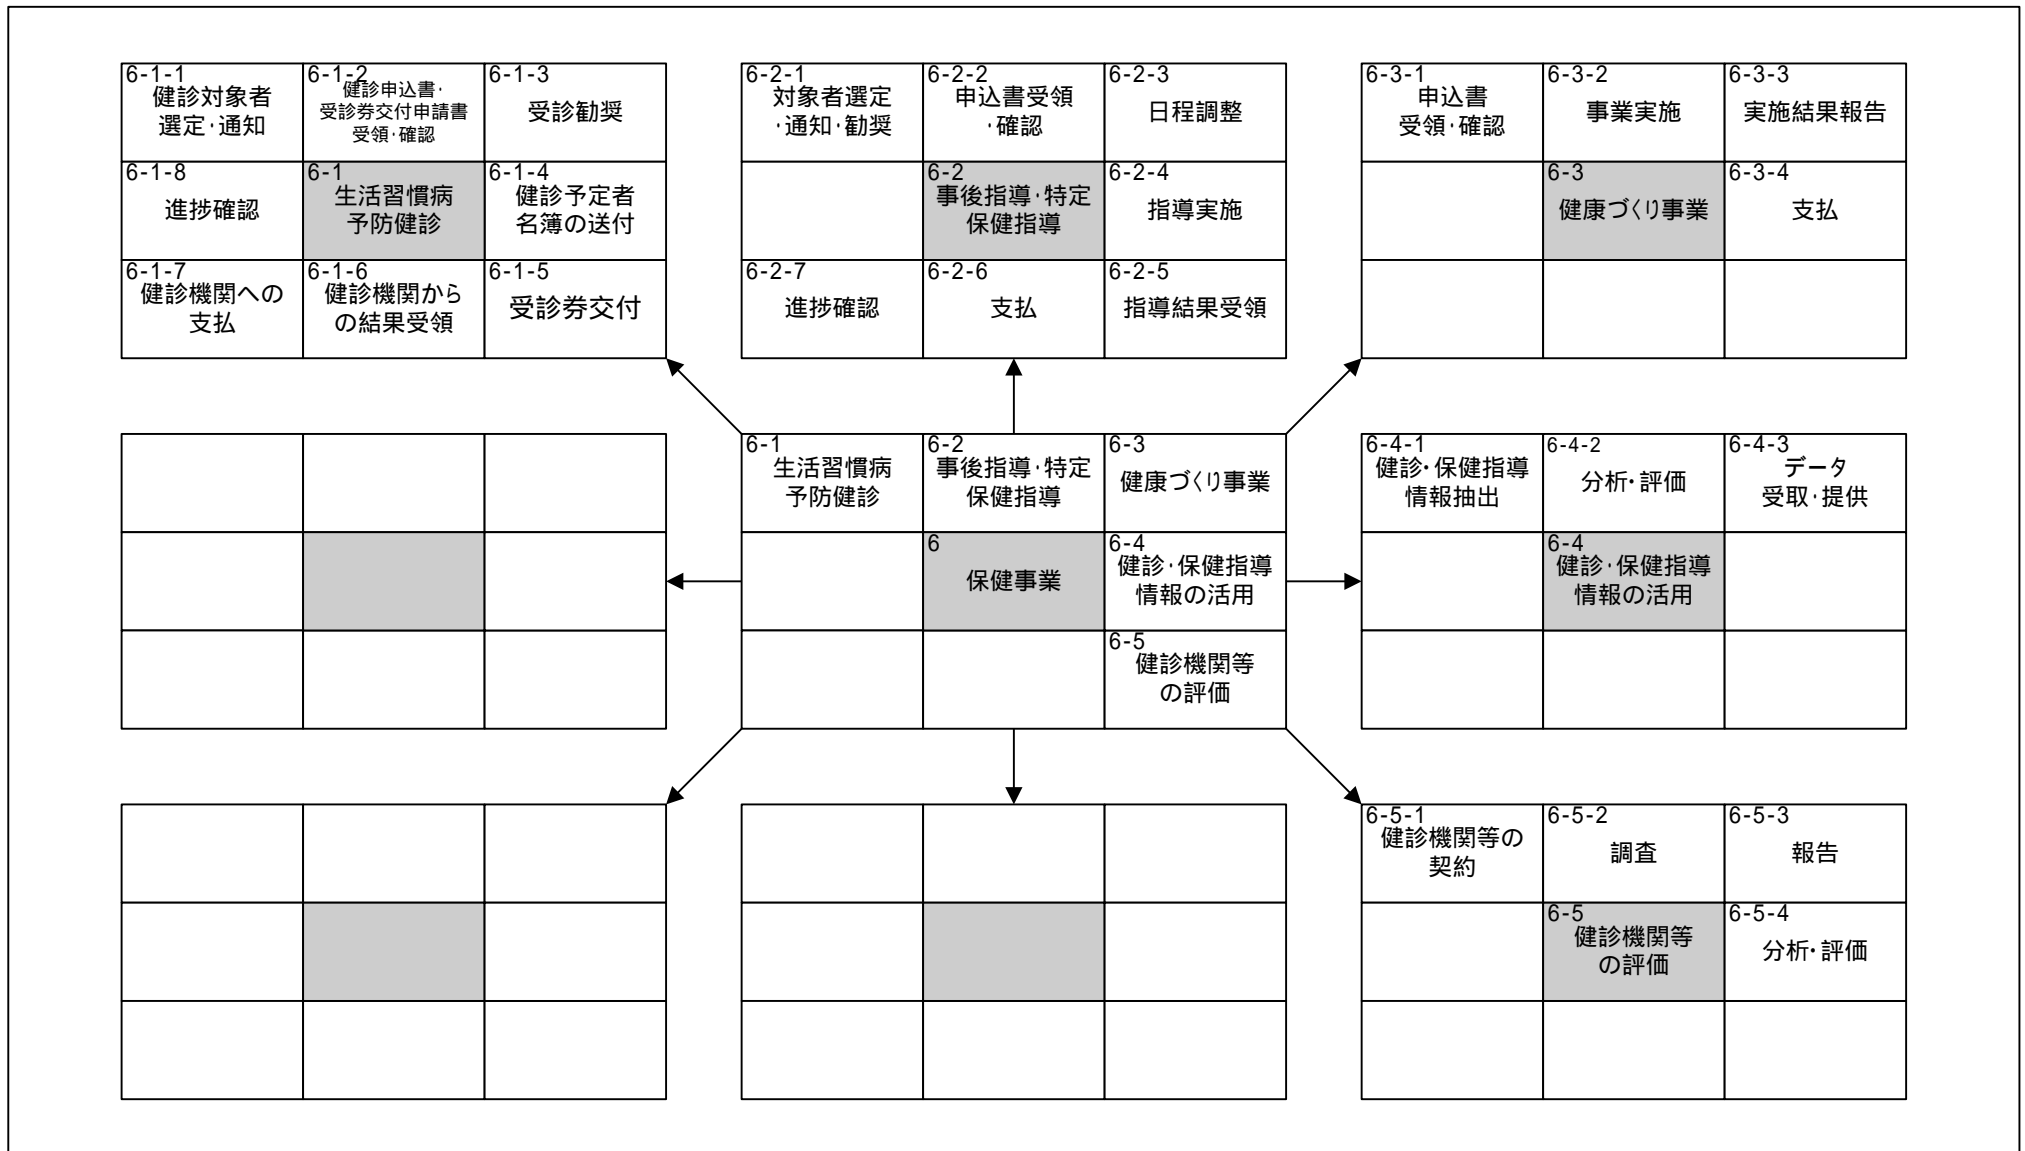 6-1-1
健診対象者
選定・通知
6-1-2
健診申込書・
受診券交付申請書
受領・確認
6-1-3
受診勧奨
6-1-8
進捗確認
6-1
生活習慣病
予防健診
6-1-4
健診予定者
名簿の送付
6-1-7
健診機関への
支払
6-1-6
健診機関から
の結果受領
6-1-5
受診券交付
6-2-1
対象者選定
・通知・勧奨
6-2-2
申込書受領
・確認
6-2-3
日程調整
6-2
事後指導・特定
保健指導
6-2-4
指導実施
6-2-7
進捗確認
6-2-6
支払
6-2-5
指導結果受領
6-3-1
申込書
受領・確認
6-3-2
事業実施
6-3-3
実施結果報告
6-3
健康づくり事業
6-3-4
支払
6-1
生活習慣病
予防健診
6-2
事後指導・特定
保健指導
6-3
健康づくり事業
6
保健事業
6-4
健診・保健指導
情報の活用
6-5
健診機関等
の評価
6-4-1
健診・保健指導
情報抽出
6-4-2
分析・評価
6-4-3
データ
受取・提供
6-4
健診・保健指導
情報の活用
6-5-1
健診機関等の
契約
6-5-2
調査
6-5-3
報告
6-5
健診機関等
の評価
6-5-4
分析・評価